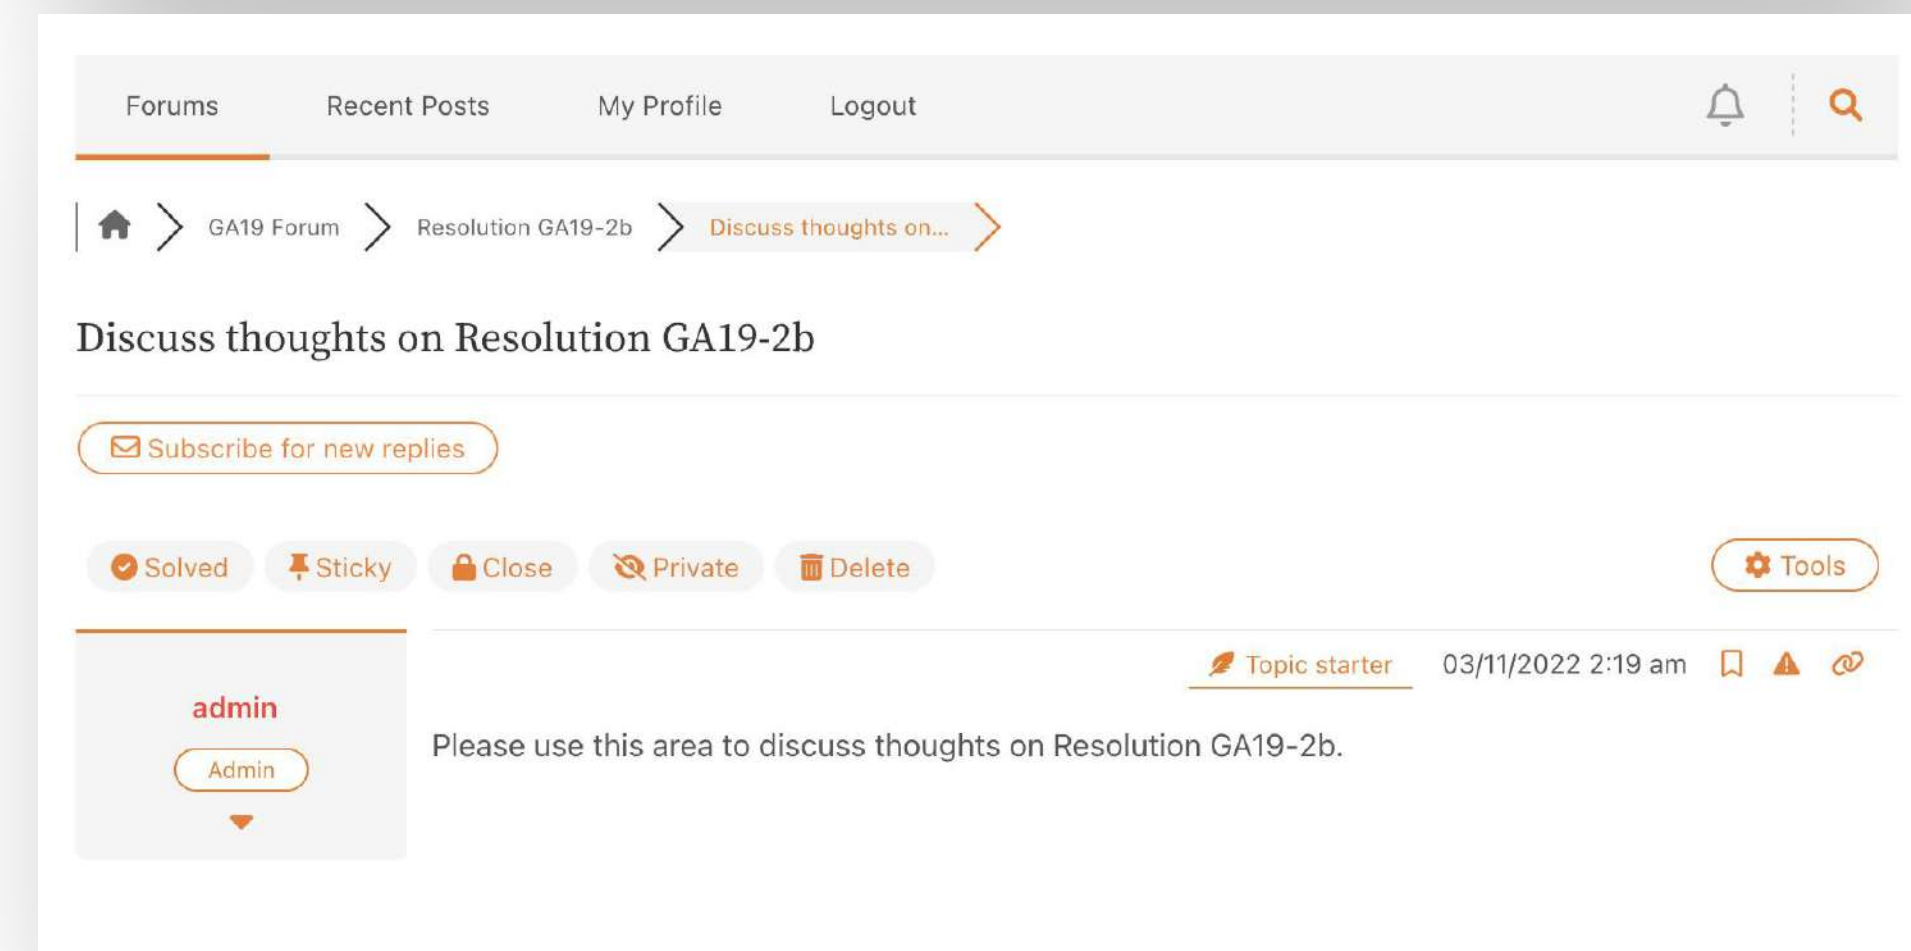 Forums Recent Posts My Profile Logout
GA19 Forum Resolution GA19-2b Discuss thoughts on...
Discuss thoughts on Resolution GA19-2b
Subscribe for new replies
Solved Sticky Close Private Delete Tools
Topic starter 03/11/2022 2:19 am
admin
Admin
Please use this area to discuss thoughts on Resolution GA19-2b.